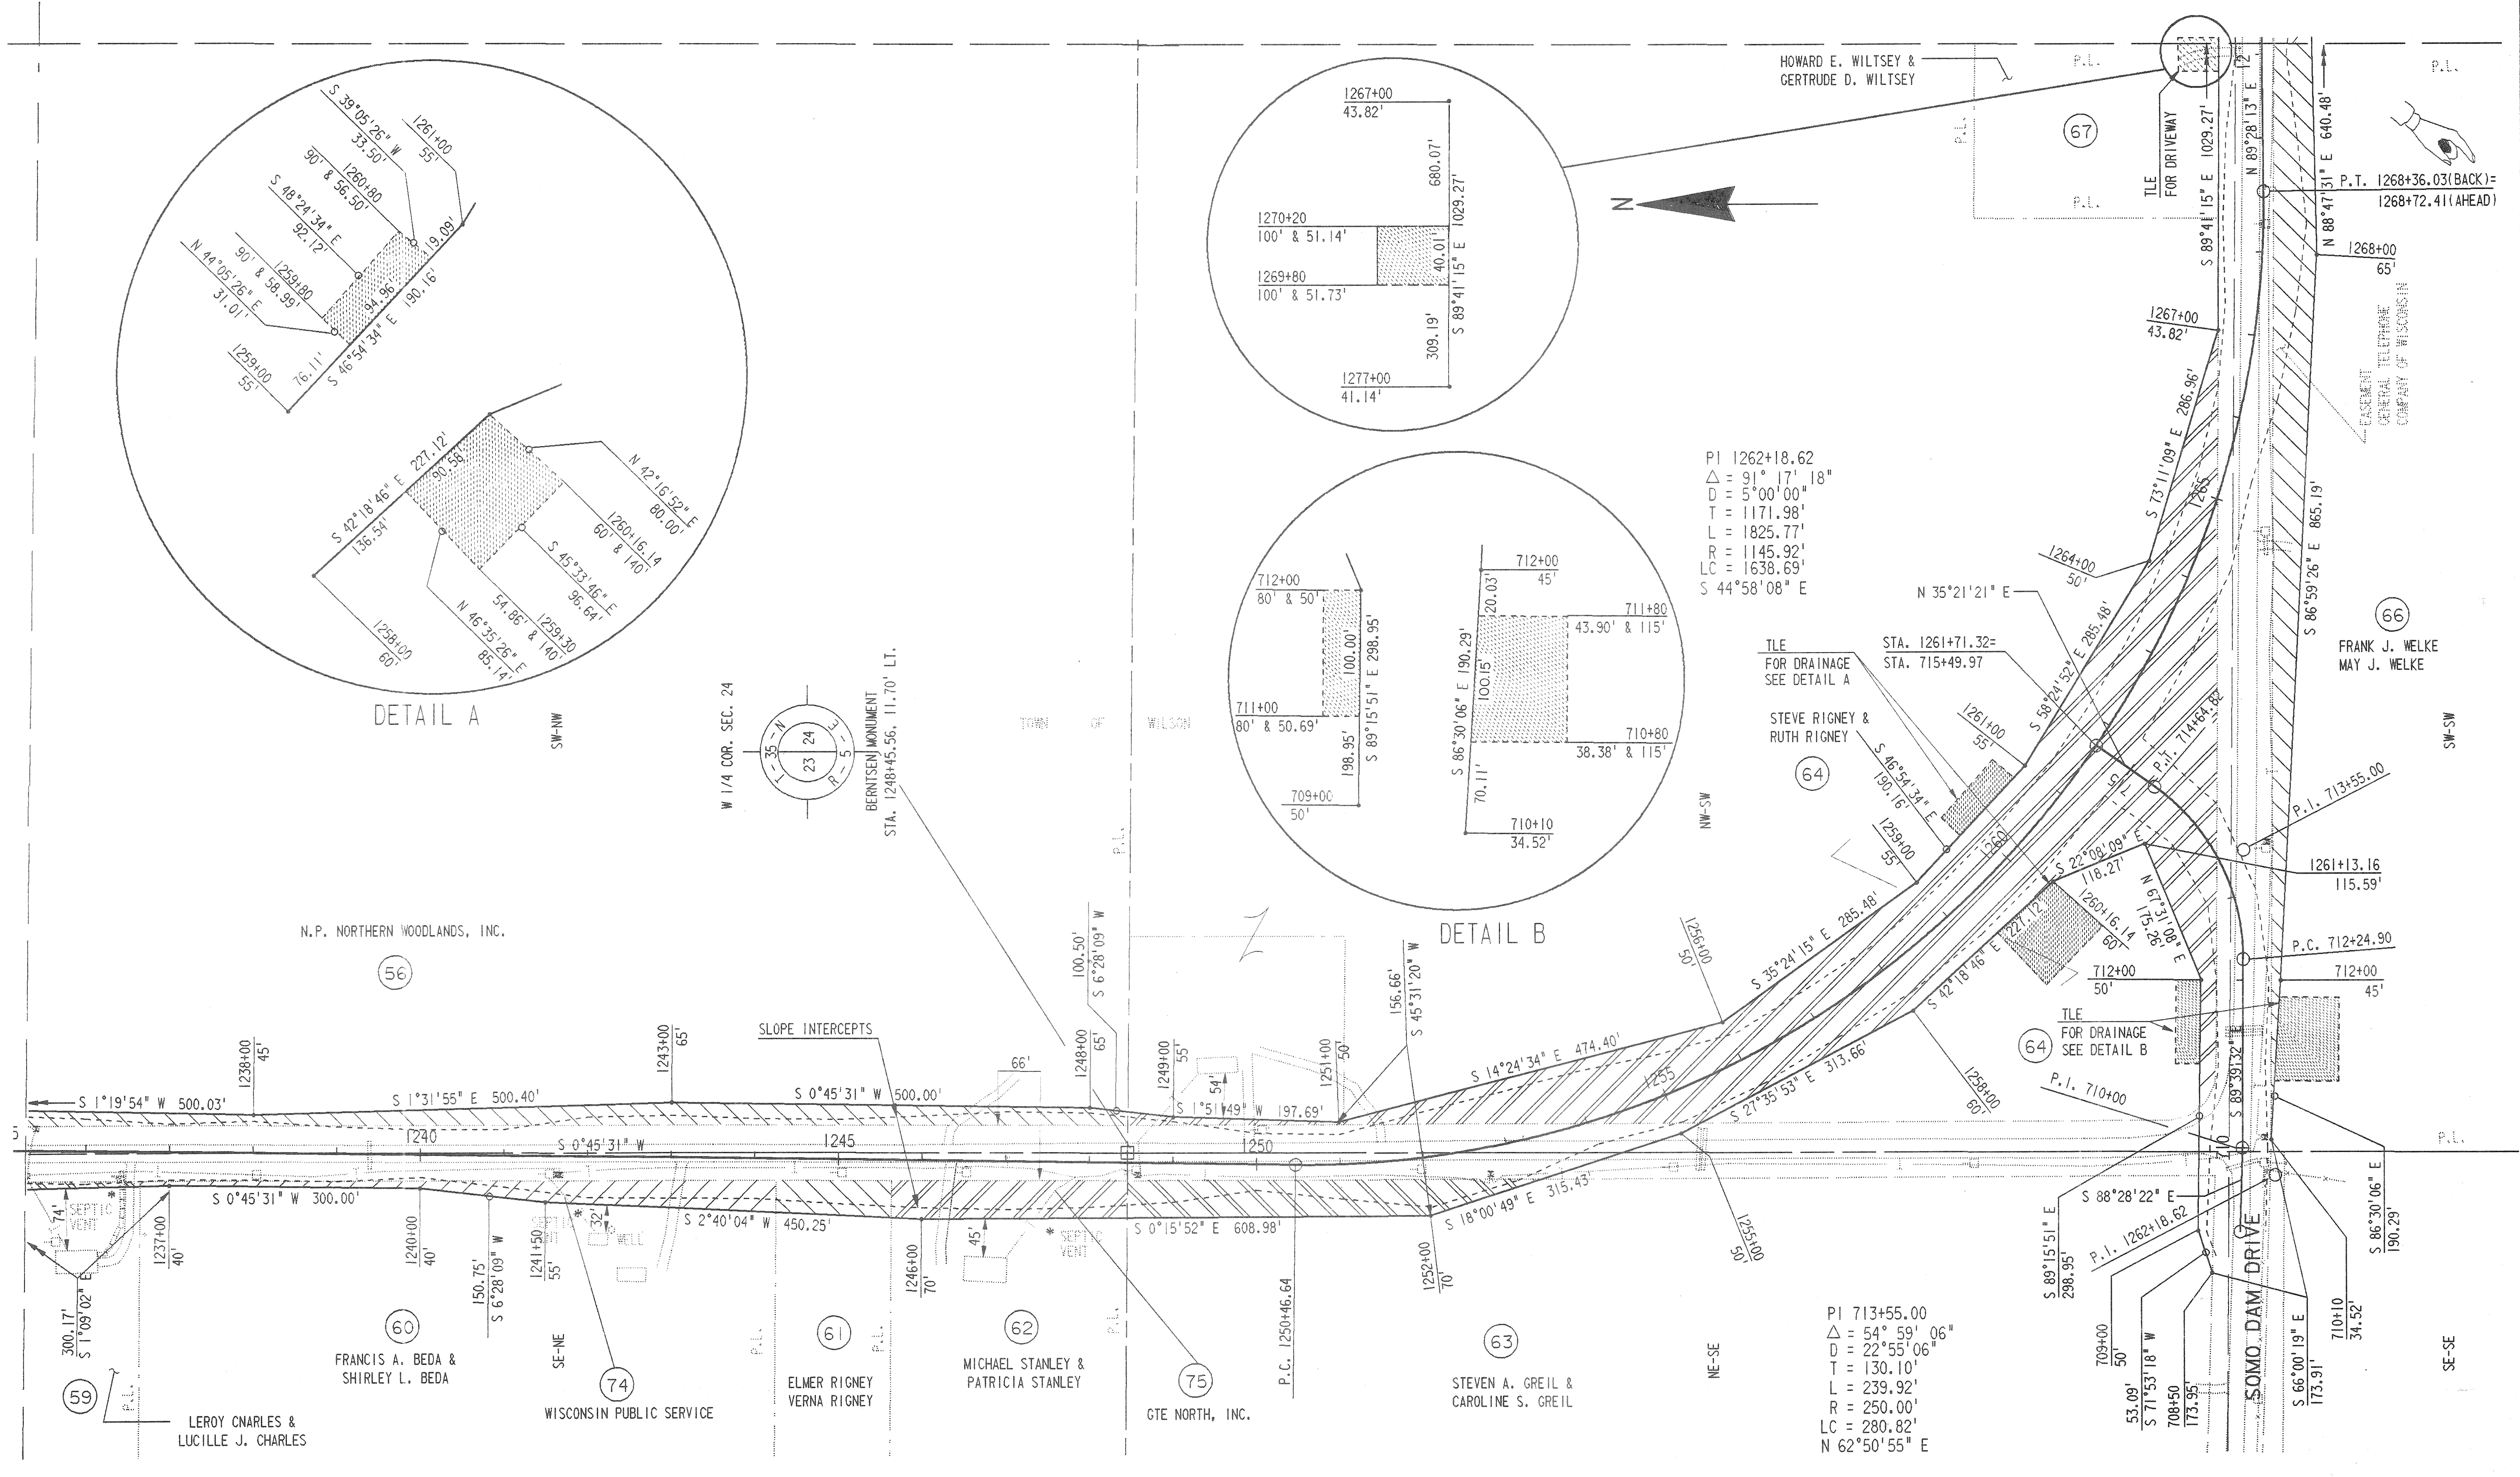 S 39°05'26" W
33.50'
1261+00
55'
1260+80
90' & 56.50'
S 48°24'34" E
92.12'
1259+80
90' & 58.99'
N 44°05'26" E
31.01'
19.09'
94.96'
190.16'
76.11'
S 46°54'34" E
1259+00
55'
S 42°18'46" E 227.12'
90.58'
136.54'
N 42°16'52" E
80.00'
1260+16.14
60' & 140'
S 45°33'46" E
96.64'
1259+30
54.86' & 140'
N 46°35'26" E
85.14'
1258+00
60'
DETAIL A
1267+00
43.82'
680.07'
S 89°41'15" E 1029.27'
1270+20
100' & 51.14'
40.01'
1269+80
100' & 51.73'
309.19'
1277+00
41.14'
N
HOWARD E. WILTSEY &
GERTRUDE D. WILTSEY
P.L.
P.L.
P.L.
P.L.
67
TLE
FOR DRIVEWAY
S 89°41'15" E 1029.27'
N 89°28'13" E
12
N 88°47'31" E 640.48'
P.T. 1268+36.03(BACK)=
1268+72.41(AHEAD)
1268+00
65'
1267+00
43.82'
EASEMENT
GENERAL TELEPHONE
COMPANY OF WISCONSIN
S 73°11'09" E 286.96'
1265
S 86°59'26" E 865.19'
PI 1262+18.62
△ = 91° 17' 18"
D = 5°00'00"
T = 1171.98'
L = 1825.77'
R = 1145.92'
LC = 1638.69'
S 44°58'08" E
1264+00
50'
N 35°21'21" E
66
FRANK J. WELKE
MAY J. WELKE
712+00
80' & 50'
100.00'
711+00
80' & 50.69'
198.95'
S 89°15'51" E 298.95'
709+00
50'
712+00
45'
20.03'
711+80
43.90' & 115'
100.15'
S 86°30'06" E 190.29'
710+80
38.38' & 115'
70.11'
710+10
34.52'
DETAIL B
TLE
FOR DRAINAGE
SEE DETAIL A
STA. 1261+71.32=
STA. 715+49.97
S 58°24'52" E 285.48'
STEVE RIGNEY &
RUTH RIGNEY
64
S 46°54'34" E
190.16'
1261+00
55'
1259+00
55'
P.T. 714+64.82
715
1260
P.I. 713+55.00
SW-SW
S 22°08'09" E
118.27'
1261+13.16
115.59'
N 67°31'08" E
175.26'
1260+16.14
60'
227.12'
S 42°18'46" E
P.C. 712+24.90
712+00
50'
712+00
45'
64
TLE
FOR DRAINAGE
SEE DETAIL B
S 89°39'32" E
SW-NW
W 1/4 COR. SEC. 24
T - 35 - N
R - 5 - E
23 24
BERNTSEN MONUMENT
STA. 1248+45.56, 11.70' LT.
TOWN OF WILSON
P.L.
NW-SW
N.P. NORTHERN WOODLANDS, INC.
56
100.50'
S 6°28'09" W
156.66'
S 45°31'20" W
S 35°24'15" E 285.48'
1256+00
50'
1238+00
45'
1243+00
65'
SLOPE INTERCEPTS
66'
1248+00
65'
1249+00
55'
54'
1251+00
50'
S 14°24'34" E 474.40'
S 1°19'54" W 500.03'
S 1°31'55" E 500.40'
S 0°45'31" W 500.00'
S 1°51'49" W 197.69'
1255
S 27°35'53" E 313.66'
1258+00
60'
P.I. 710+00
710
P.L.
5
1240
S 0°45'31" W
1245
1250
74'
SEPTIC
VENT
1237+00
40'
S 0°45'31" W 300.00'
1240+00
40'
150.75'
S 6°28'09" W
1241+50
55'
SEPTIC
32'
WELL
S 2°40'04" W 450.25'
1246+00
70'
45'
SEPTIC
VENT
S 0°15'52" E 608.98'
1252+00
70'
S 18°00'49" E 315.43'
1255+00
50'
S 88°28'22" E
P.I. 1262+18.62
S 89°15'51" E
298.95'
S 86°30'06" E
190.29'
709+00
50'
53.09'
S 71°53'18" W
708+50
173.95'
SOMO DAM DRIVE
S 66°00'19" E
173.91'
710+10
34.52'
SE-SE
300.17'
S 1°09'02" E
59
P.L.
LEROY CNARLES &
LUCILLE J. CHARLES
60
FRANCIS A. BEDA &
SHIRLEY L. BEDA
SE-NE
74
WISCONSIN PUBLIC SERVICE
P.L.
61
ELMER RIGNEY
VERNA RIGNEY
P.L.
62
MICHAEL STANLEY &
PATRICIA STANLEY
P.L.
75
GTE NORTH, INC.
P.C. 1250+46.64
63
STEVEN A. GREIL &
CAROLINE S. GREIL
NE-SE
PI 713+55.00
△ = 54° 59' 06"
D = 22°55'06"
T = 130.10'
L = 239.92'
R = 250.00'
LC = 280.82'
N 62°50'55" E